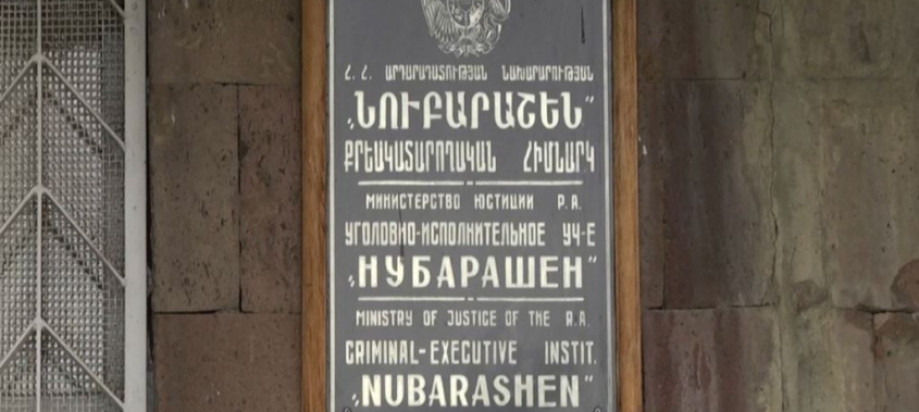 Հ. Հ. ԱՐԴԱՐԱԴԱՏՈՒԹՅԱՆ ՆԱԽԱՐԱՐՈՒԹՅԱՆ
„ՆՈՒԲԱՐԱՇԵՆ”
ՔՐԵԱԿԱՏԱՐՈՂԱԿԱՆ ՀԻՄՆԱՐԿ
МИНИСТЕРСТВО ЮСТИЦИИ Р.А.
УГОЛОВНО-ИСПОЛНИТЕЛЬНОЕ УЧ-Е
„НУБАРАШЕН”
MINISTRY OF JUSTICE OF THE R.A.
CRIMINAL-EXECUTIVE INSTIT.
„NUBARASHEN”